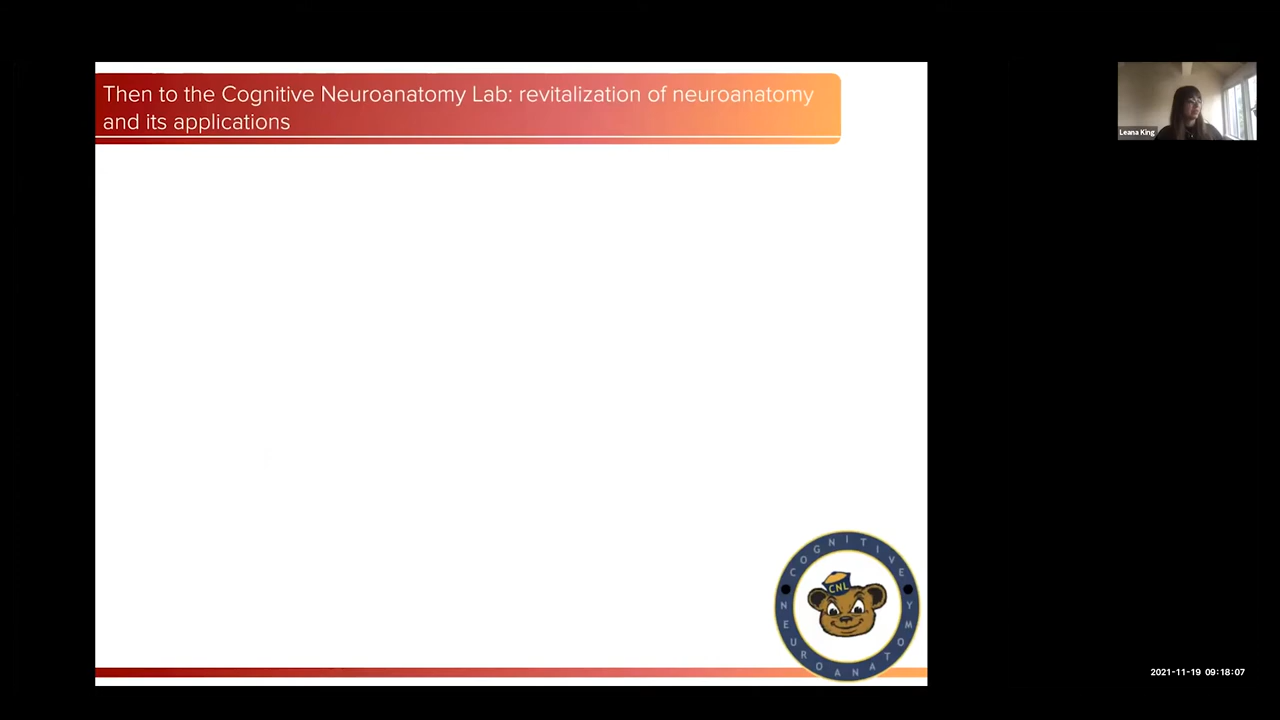 Then to the Cognitive Neuroanatomy Lab: revitalization of neuroanatomy
and its applications
Leana King
COGNITIVE
CNL
NEUROANATOMY
2021-11-19 09:18:07